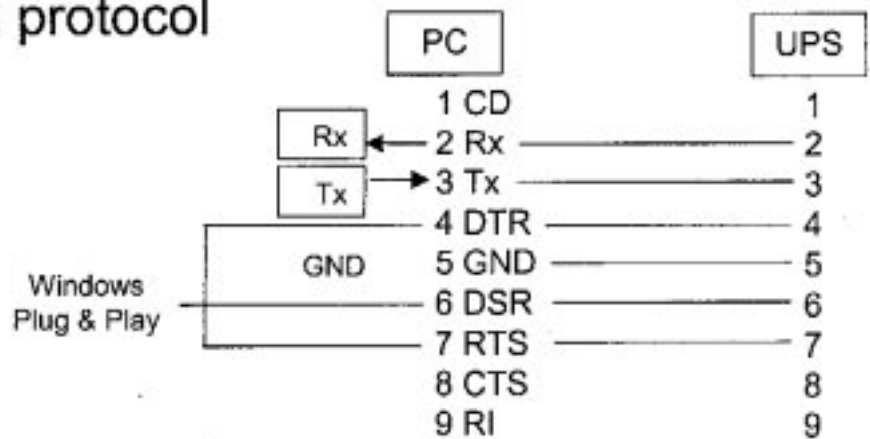 protocol
PC UPS
1 CD 1
Rx 2 Rx 2
Tx 3 Tx 3
4 DTR 4
GND 5 GND 5
Windows
Plug & Play
6 DSR 6
7 RTS 7
8 CTS 8
9 RI 9